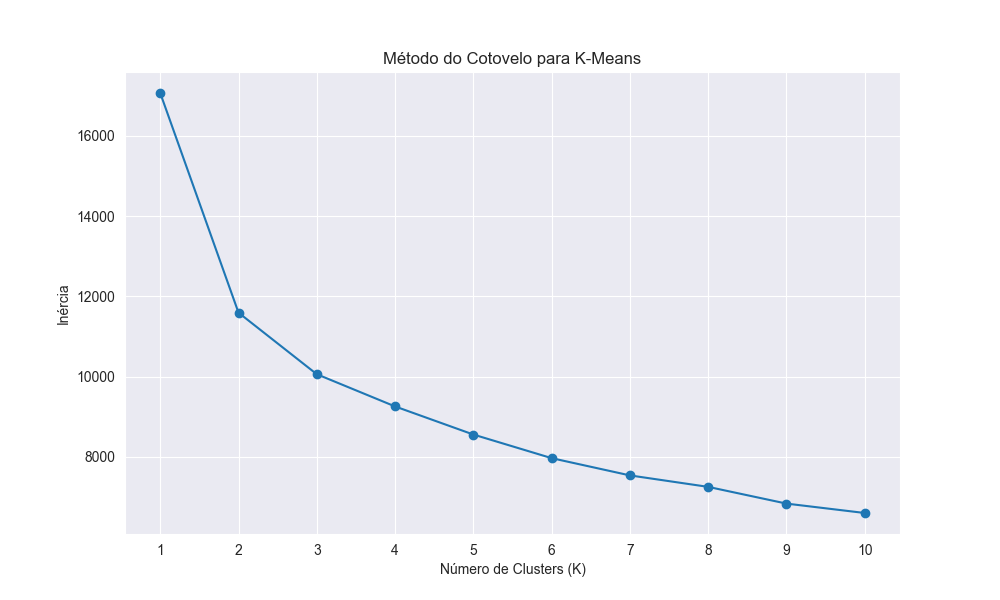 Método do Cotovelo para K-Means
16000
14000
12000
10000
8000
Inércia
1 2 3 4 5 6 7 8 9 10
Número de Clusters (K)